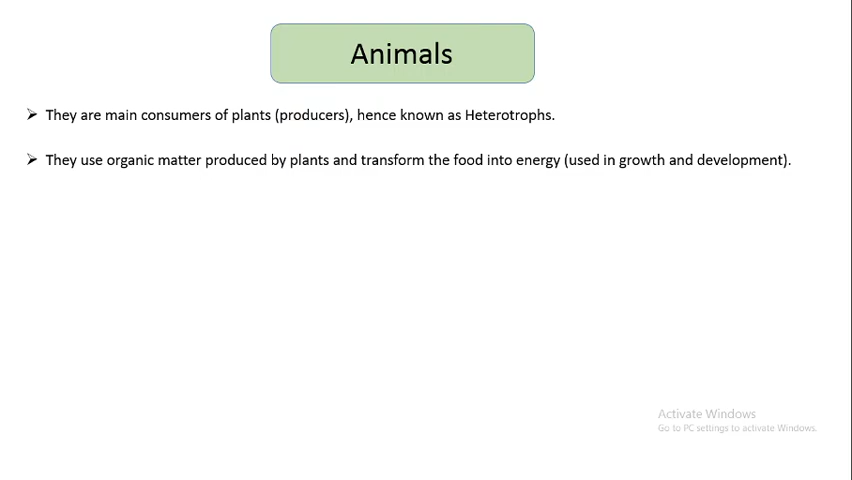 Animals
➢ They are main consumers of plants (producers), hence known as Heterotrophs.
➢ They use organic matter produced by plants and transform the food into energy (used in growth and development).
Activate Windows
Go to PC settings to activate Windows.